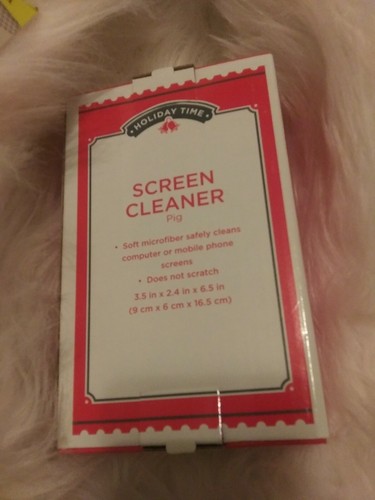 HOLIDAY TIME
SCREEN
CLEANER
Pig
• Soft microfiber safely cleans
computer or mobile phone
screens
• Does not scratch
3.5 in x 2.4 in x 6.5 in
(9 cm x 6 cm x 16.5 cm)